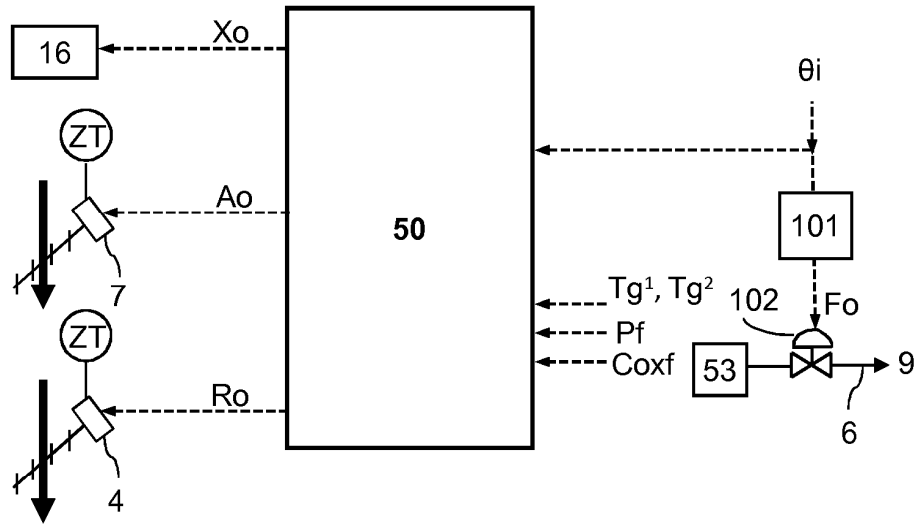 Xo
16
θi
ZT
Ao
50
101
7
Tg¹, Tg²
102
Fo
ZT
Pf
Coxf
53
9
Ro
6
4